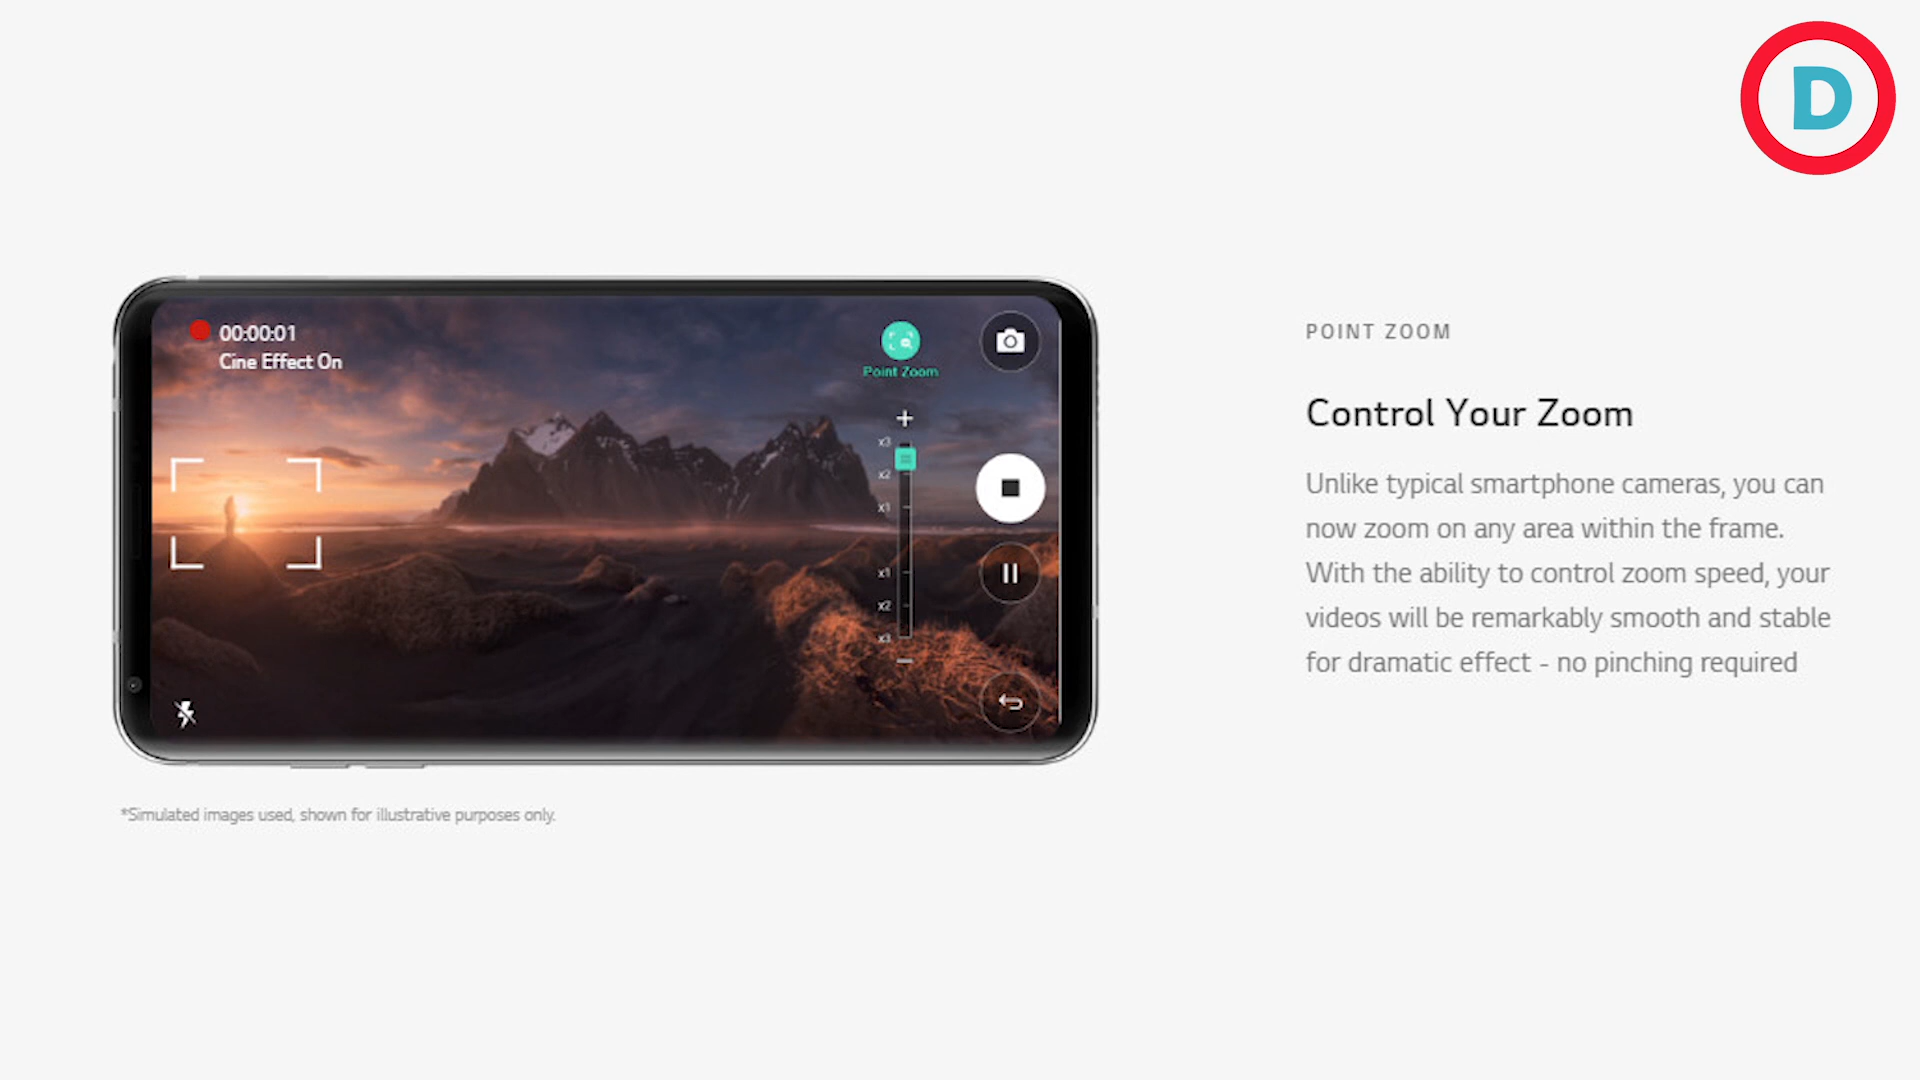 D
00:00:01
Cine Effect On
Point Zoom
+
x3
x2
x1
x1
x2
x3
POINT ZOOM
Control Your Zoom
Unlike typical smartphone cameras, you can
now zoom on any area within the frame.
With the ability to control zoom speed, your
videos will be remarkably smooth and stable
for dramatic effect - no pinching required
*Simulated images used, shown for illustrative purposes only.